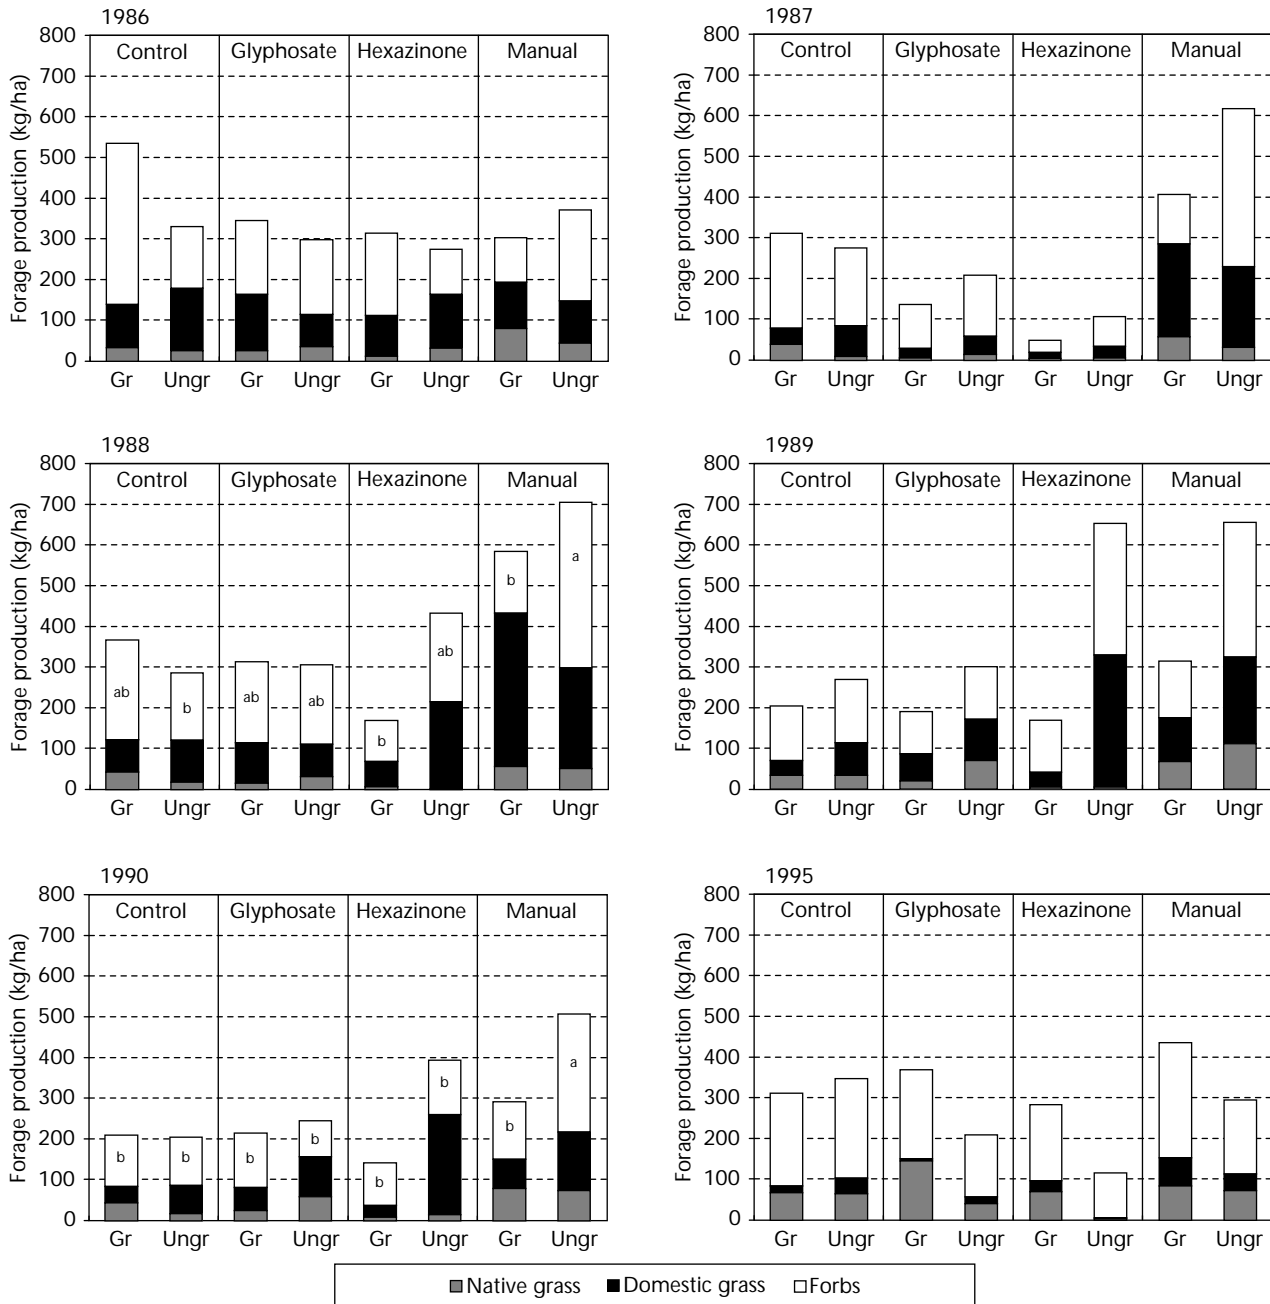 1986
Forage production (kg/ha)
800
700
600
500
400
300
200
100
0
Control Glyphosate Hexazinone Manual
Gr Ungr Gr Ungr Gr Ungr Gr Ungr
1987
Forage production (kg/ha)
800
700
600
500
400
300
200
100
0
Control Glyphosate Hexazinone Manual
Gr Ungr Gr Ungr Gr Ungr Gr Ungr
1988
Forage production (kg/ha)
800
700
600
500
400
300
200
100
0
Control Glyphosate Hexazinone Manual
ab b ab ab b ab b a
Gr Ungr Gr Ungr Gr Ungr Gr Ungr
1989
Forage production (kg/ha)
800
700
600
500
400
300
200
100
0
Control Glyphosate Hexazinone Manual
Gr Ungr Gr Ungr Gr Ungr Gr Ungr
1990
Forage production (kg/ha)
800
700
600
500
400
300
200
100
0
Control Glyphosate Hexazinone Manual
b b b b b b b a
Gr Ungr Gr Ungr Gr Ungr Gr Ungr
1995
Forage production (kg/ha)
800
700
600
500
400
300
200
100
0
Control Glyphosate Hexazinone Manual
Gr Ungr Gr Ungr Gr Ungr Gr Ungr
Native grass Domestic grass Forbs